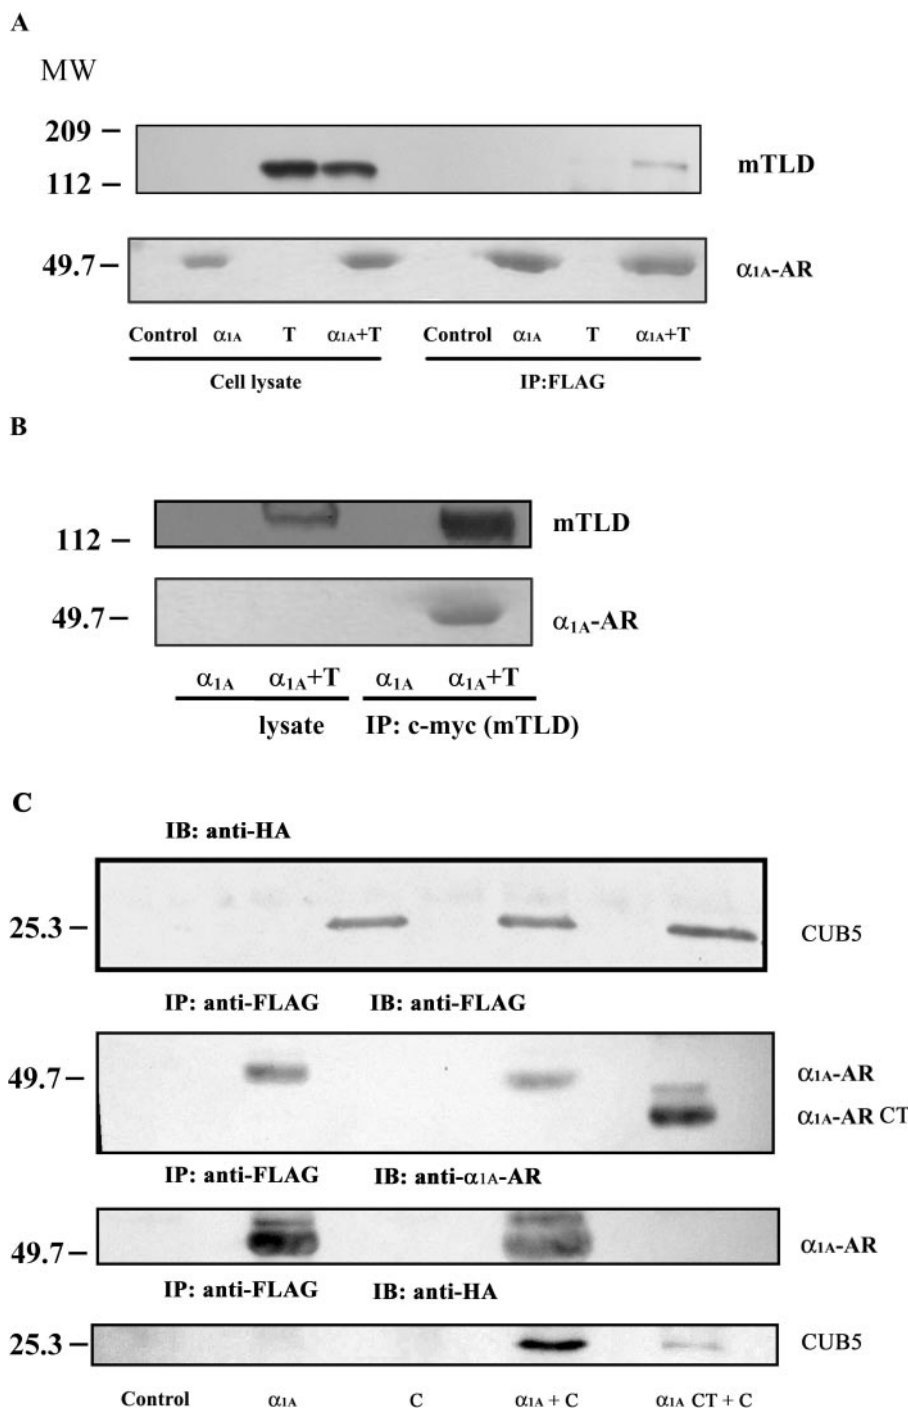 A
MW
209
mTLD
112
49.7
α1A-AR
Control α1A T α1A+T Control α1A T α1A+T
Cell lysate IP:FLAG
B
mTLD
112
49.7
α1A-AR
α1A α1A+T α1A α1A+T
lysate IP: c-myc (mTLD)
C
IB: anti-HA
25.3
CUB5
IP: anti-FLAG IB: anti-FLAG
49.7
α1A-AR
α1A-AR CT
IP: anti-FLAG IB: anti-α1A-AR
49.7
α1A-AR
IP: anti-FLAG IB: anti-HA
25.3
CUB5
Control α1A C α1A + C α1A CT + C